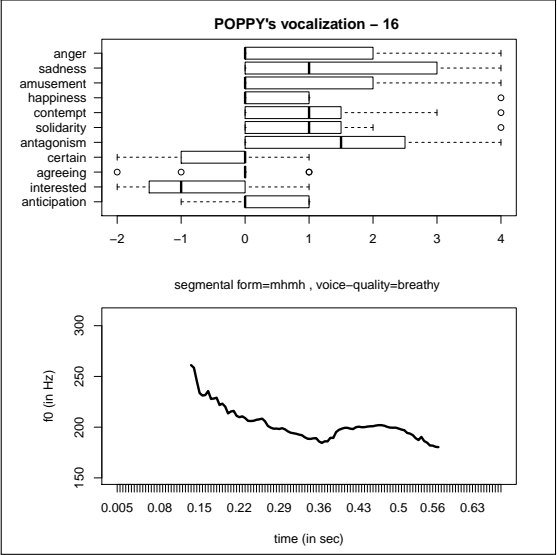 POPPY's vocalization – 16
anger
sadness
amusement
happiness
contempt
solidarity
antagonism
certain
agreeing
interested
anticipation
−2 −1 0 1 2 3 4
segmental form=mhmh , voice−quality=breathy
300
250
200
150
f0 (in Hz)
0.005 0.08 0.15 0.22 0.29 0.36 0.43 0.5 0.56 0.63
time (in sec)